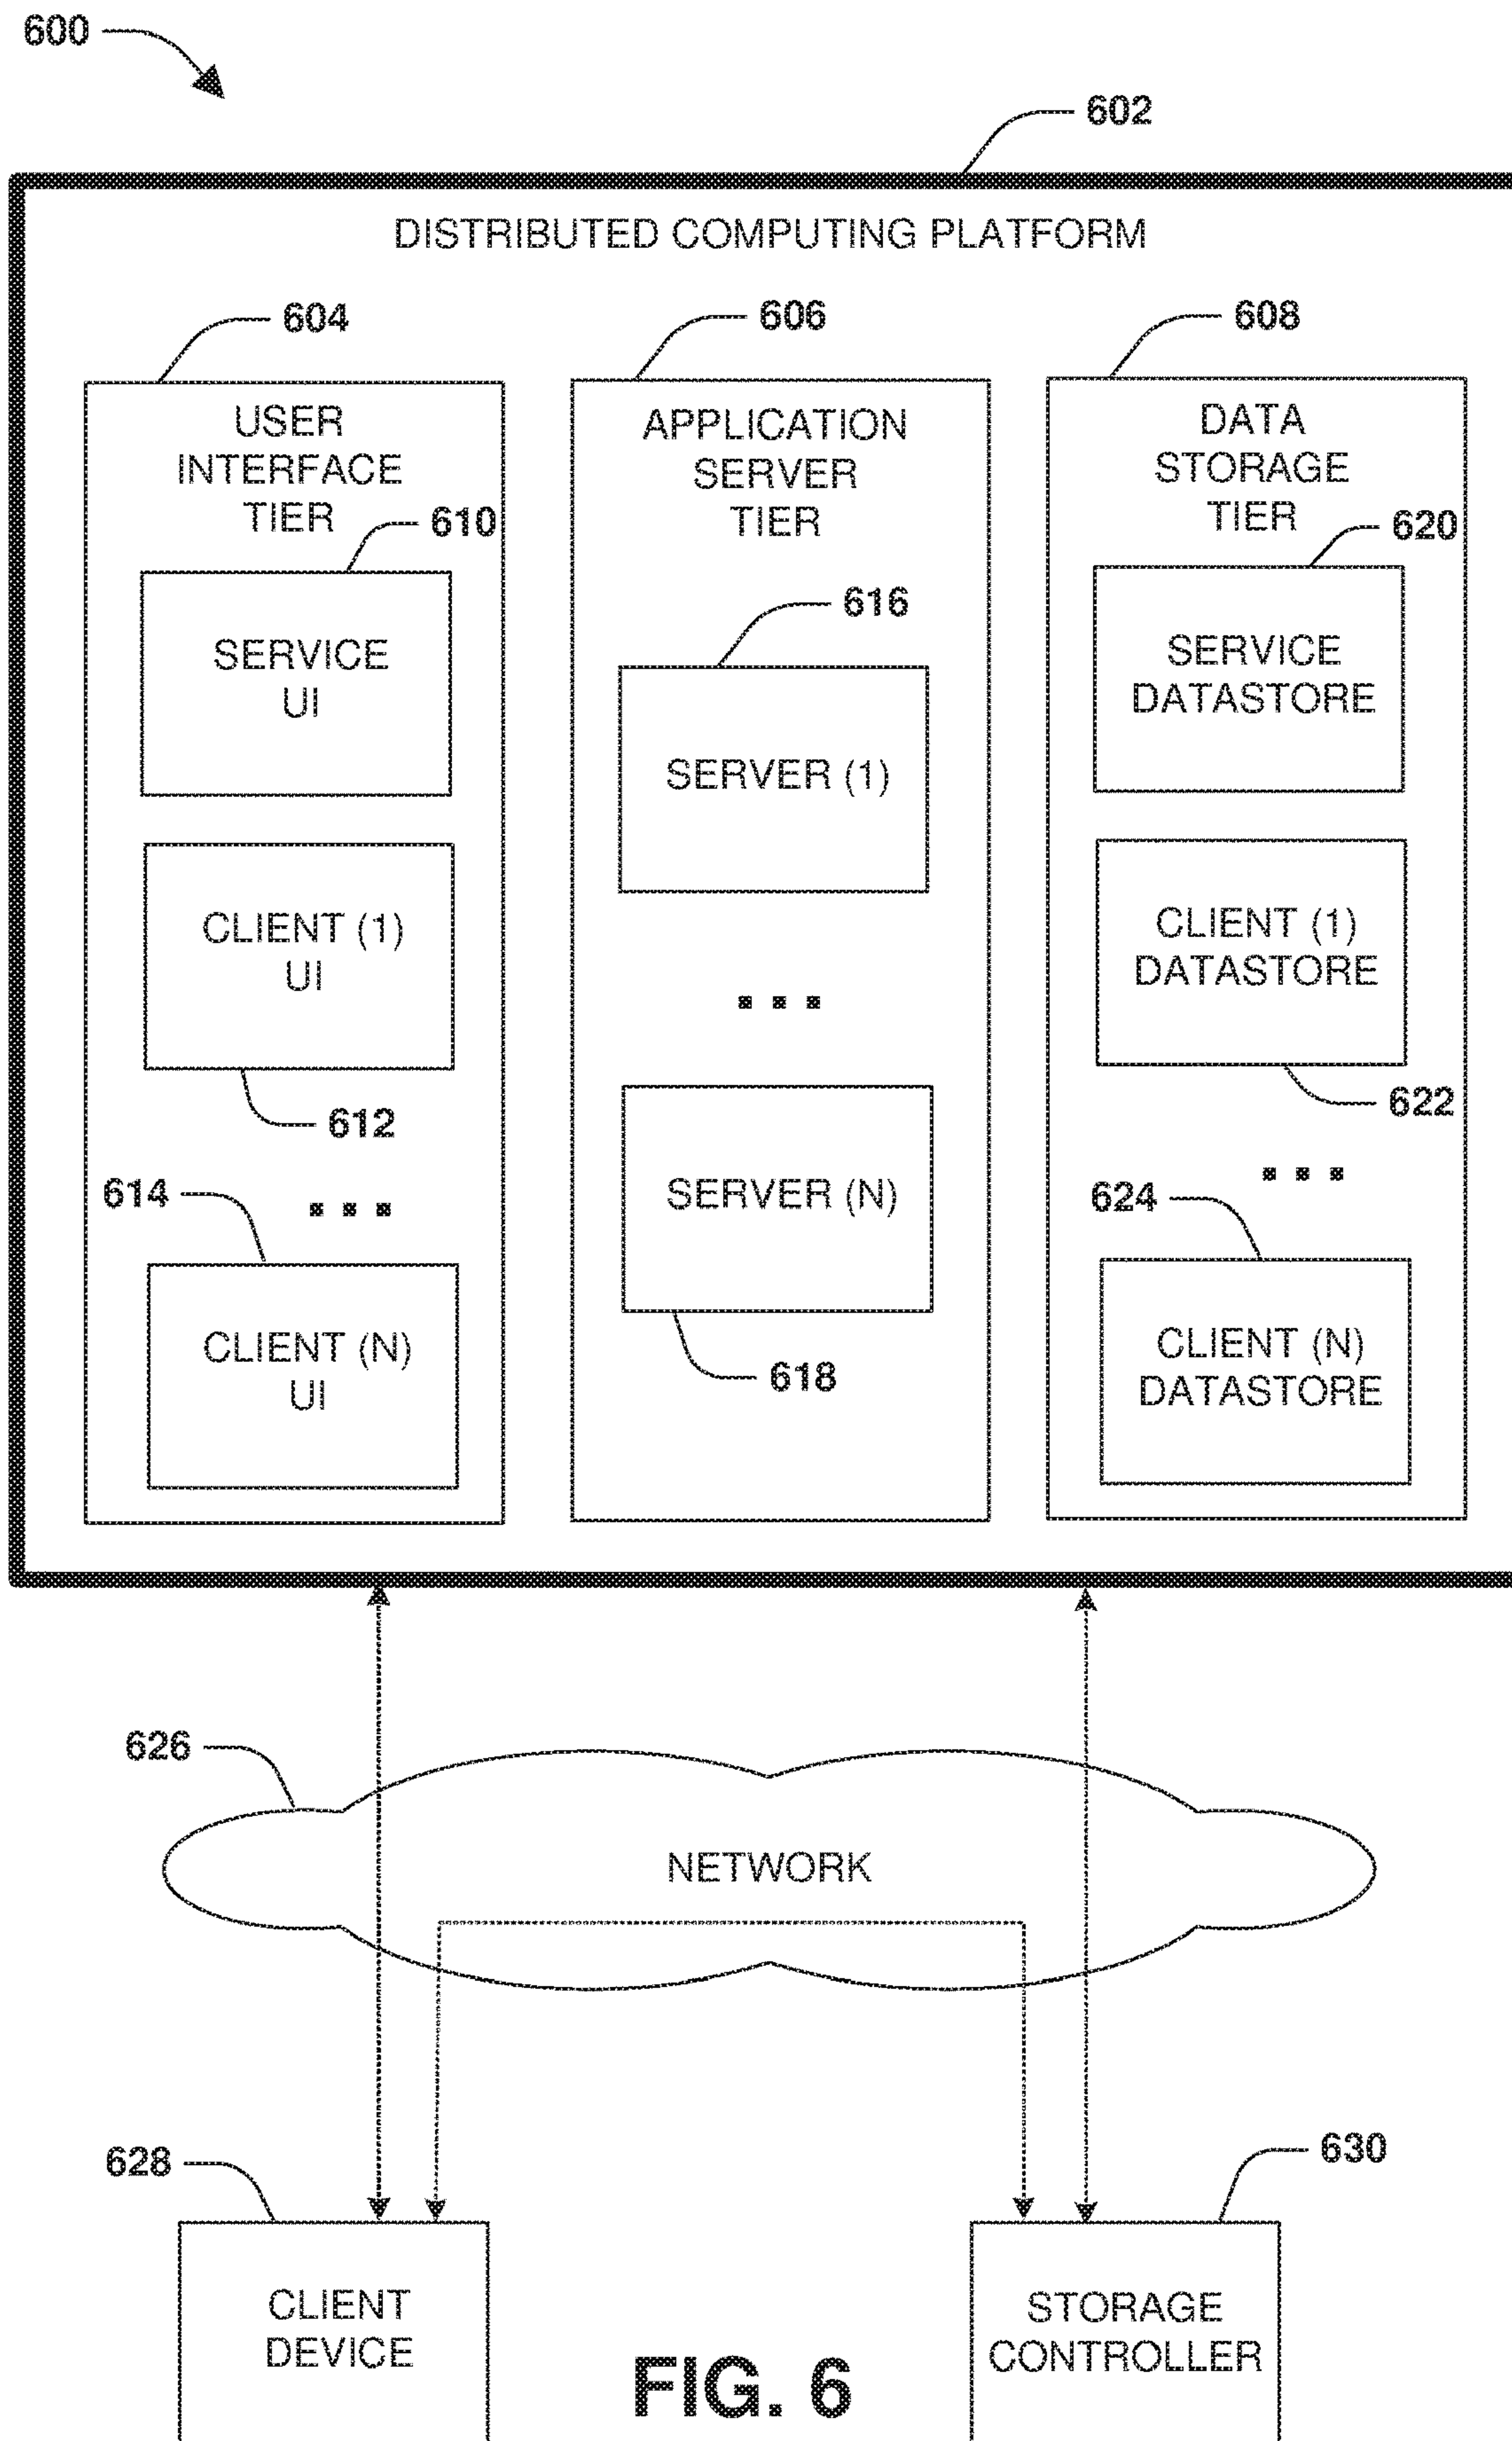 600
602
DISTRIBUTED COMPUTING PLATFORM
604
606
608
USER
INTERFACE
TIER
610
SERVICE
UI
CLIENT (1)
UI
612
614
...
CLIENT (N)
UI
APPLICATION
SERVER
TIER
616
SERVER (1)
...
SERVER (N)
618
DATA
STORAGE
TIER
620
SERVICE
DATASTORE
CLIENT (1)
DATASTORE
622
...
624
CLIENT (N)
DATASTORE
626
NETWORK
628
630
CLIENT
DEVICE
STORAGE
CONTROLLER
FIG. 6